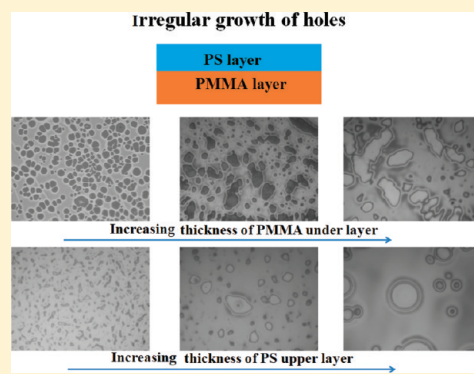 Irregular growth of holes
PS layer
PMMA layer
Increasing thickness of PMMA under layer
Increasing thickness of PS upper layer